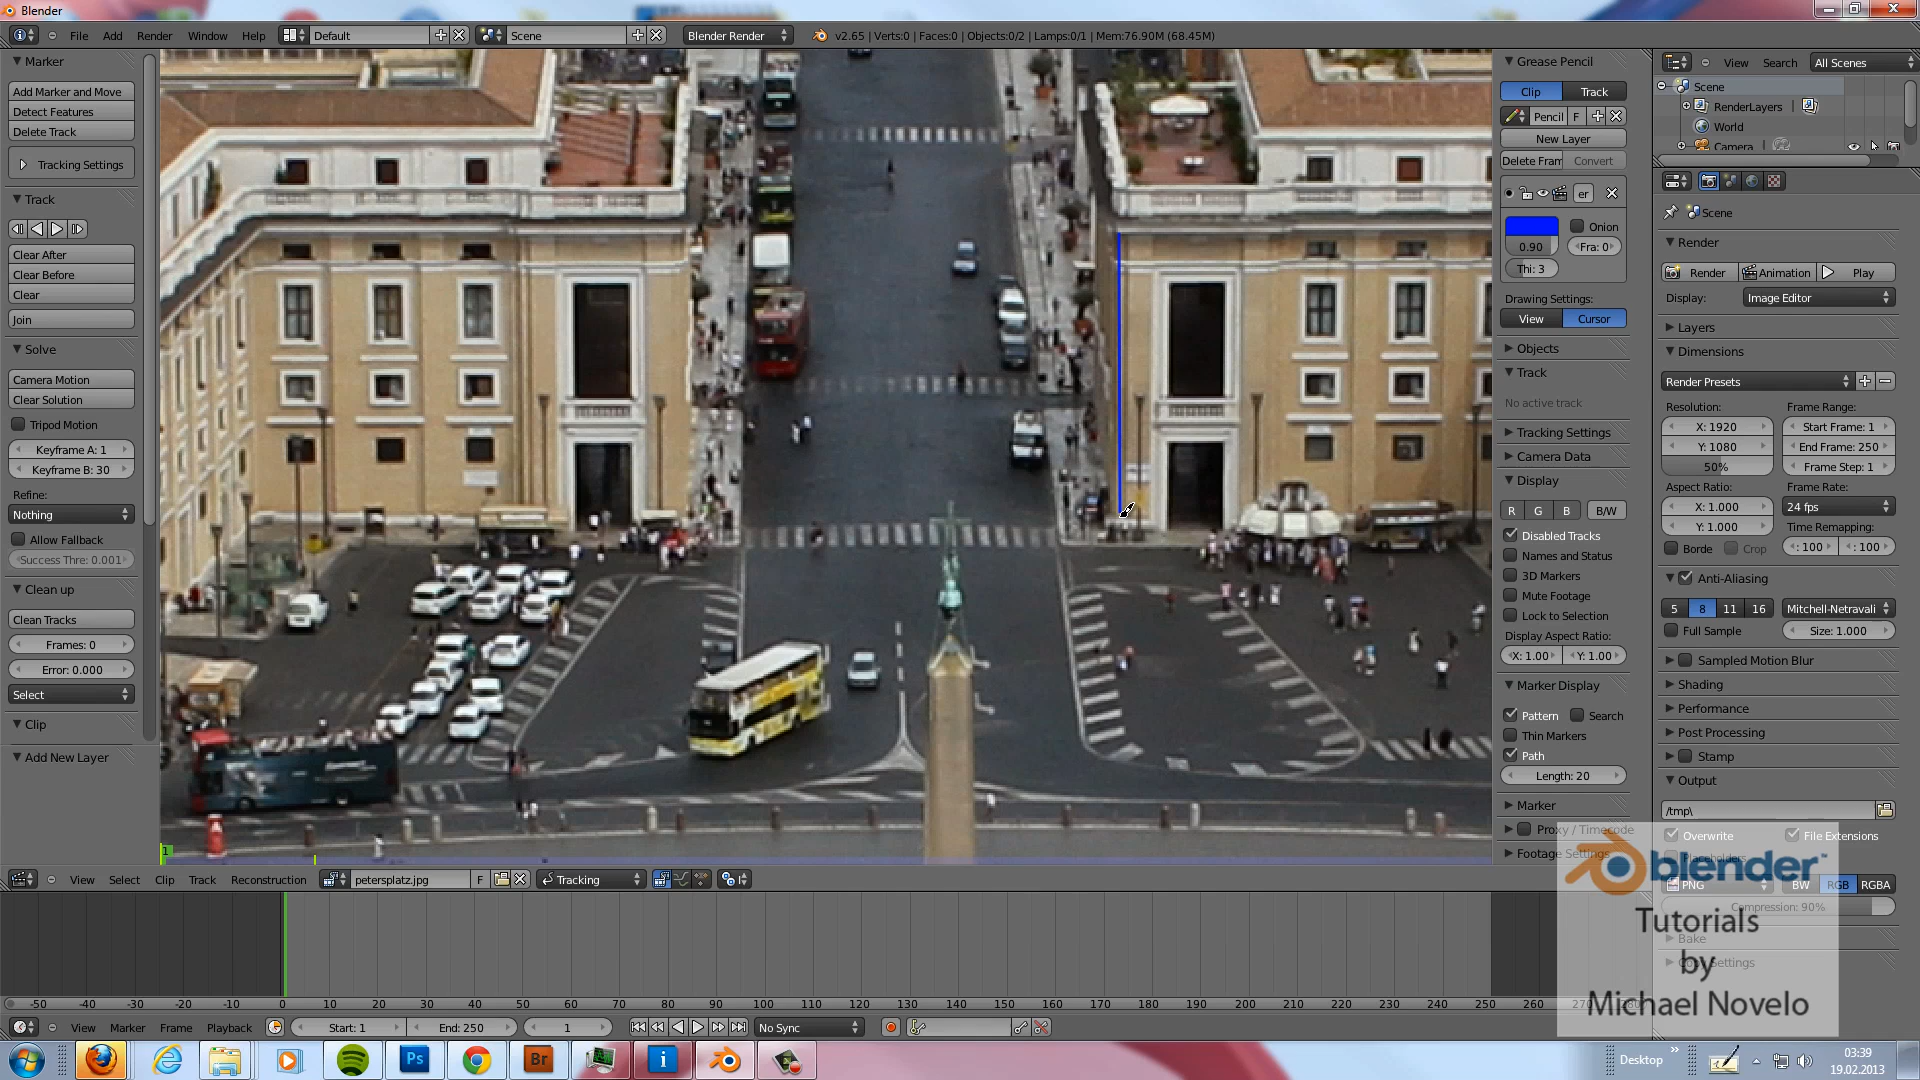 Blender
File Add Render Window Help Default Scene Blender Render v2.65 | Verts:0 | Faces:0 | Objects:0/2 | Lamps:0/1 | Mem:76.90M (68.45M)
Marker
Add Marker and Move
Detect Features
Delete Track
Tracking Settings
Track
Clear After
Clear Before
Clear
Join
Solve
Camera Motion
Camera Solution
Tripod Motion
Keyframe A: 1
Keyframe B: 30
Refine:
Nothing
Allow Fallback
Success Thre: 0.001
Clean up
Clean Tracks
Frames: 0
Error: 0.000
Select
Clip
Add New Layer
1
Grease Pencil
Clip Track
Pencil F
New Layer
Delete Fram Convert
er
Onion
0.90 Fra: 0
Thi: 3
Drawing Settings:
View Cursor
Objects
Track
No active track
Tracking Settings
Camera Data
Display
R G B B/W
Disabled Tracks
Names and Status
3D Markers
Mute Footage
Lock to Selection
Display Aspect Ratio:
X: 1.00 Y: 1.00
Marker Display
Pattern Search
Thin Markers
Path
Length: 20
Marker
Proxy / Timecode
Footage Settings
View Search All Scenes
Scene
RenderLayers
World
Camera
Scene
Render
Render Animation Play
Display: Image Editor
Layers
Dimensions
Render Presets
Resolution: Frame Range:
X: 1920 Start Frame: 1
Y: 1080 End Frame: 250
50% Frame Step: 1
Aspect Ratio: Frame Rate:
X: 1.000 24 fps
Y: 1.000 Time Remapping:
Borde Crop : 100 : 100
Anti-Aliasing
5 8 11 16 Mitchell-Netravali
Full Sample Size: 1.000
Sampled Motion Blur
Shading
Performance
Post Processing
Stamp
Output
/tmp\
Overwrite File Extensions
Placeholders
PNG BW RGB RGBA
Compression: 90%
Bake
Settings
blender™
Tutorials
by
Michael Novelo
View Select Clip Track Reconstruction petersplatz.jpg F Tracking
-50 -40 -30 -20 -10 0 10 20 30 40 50 60 70 80 90 100 110 120 130 140 150 160 170 180 190 200 210 220 230 240 250 260 270
View Marker Frame Playback Start: 1 End: 250 1 No Sync
Ps Br i Desktop » 03:39
19.02.2013